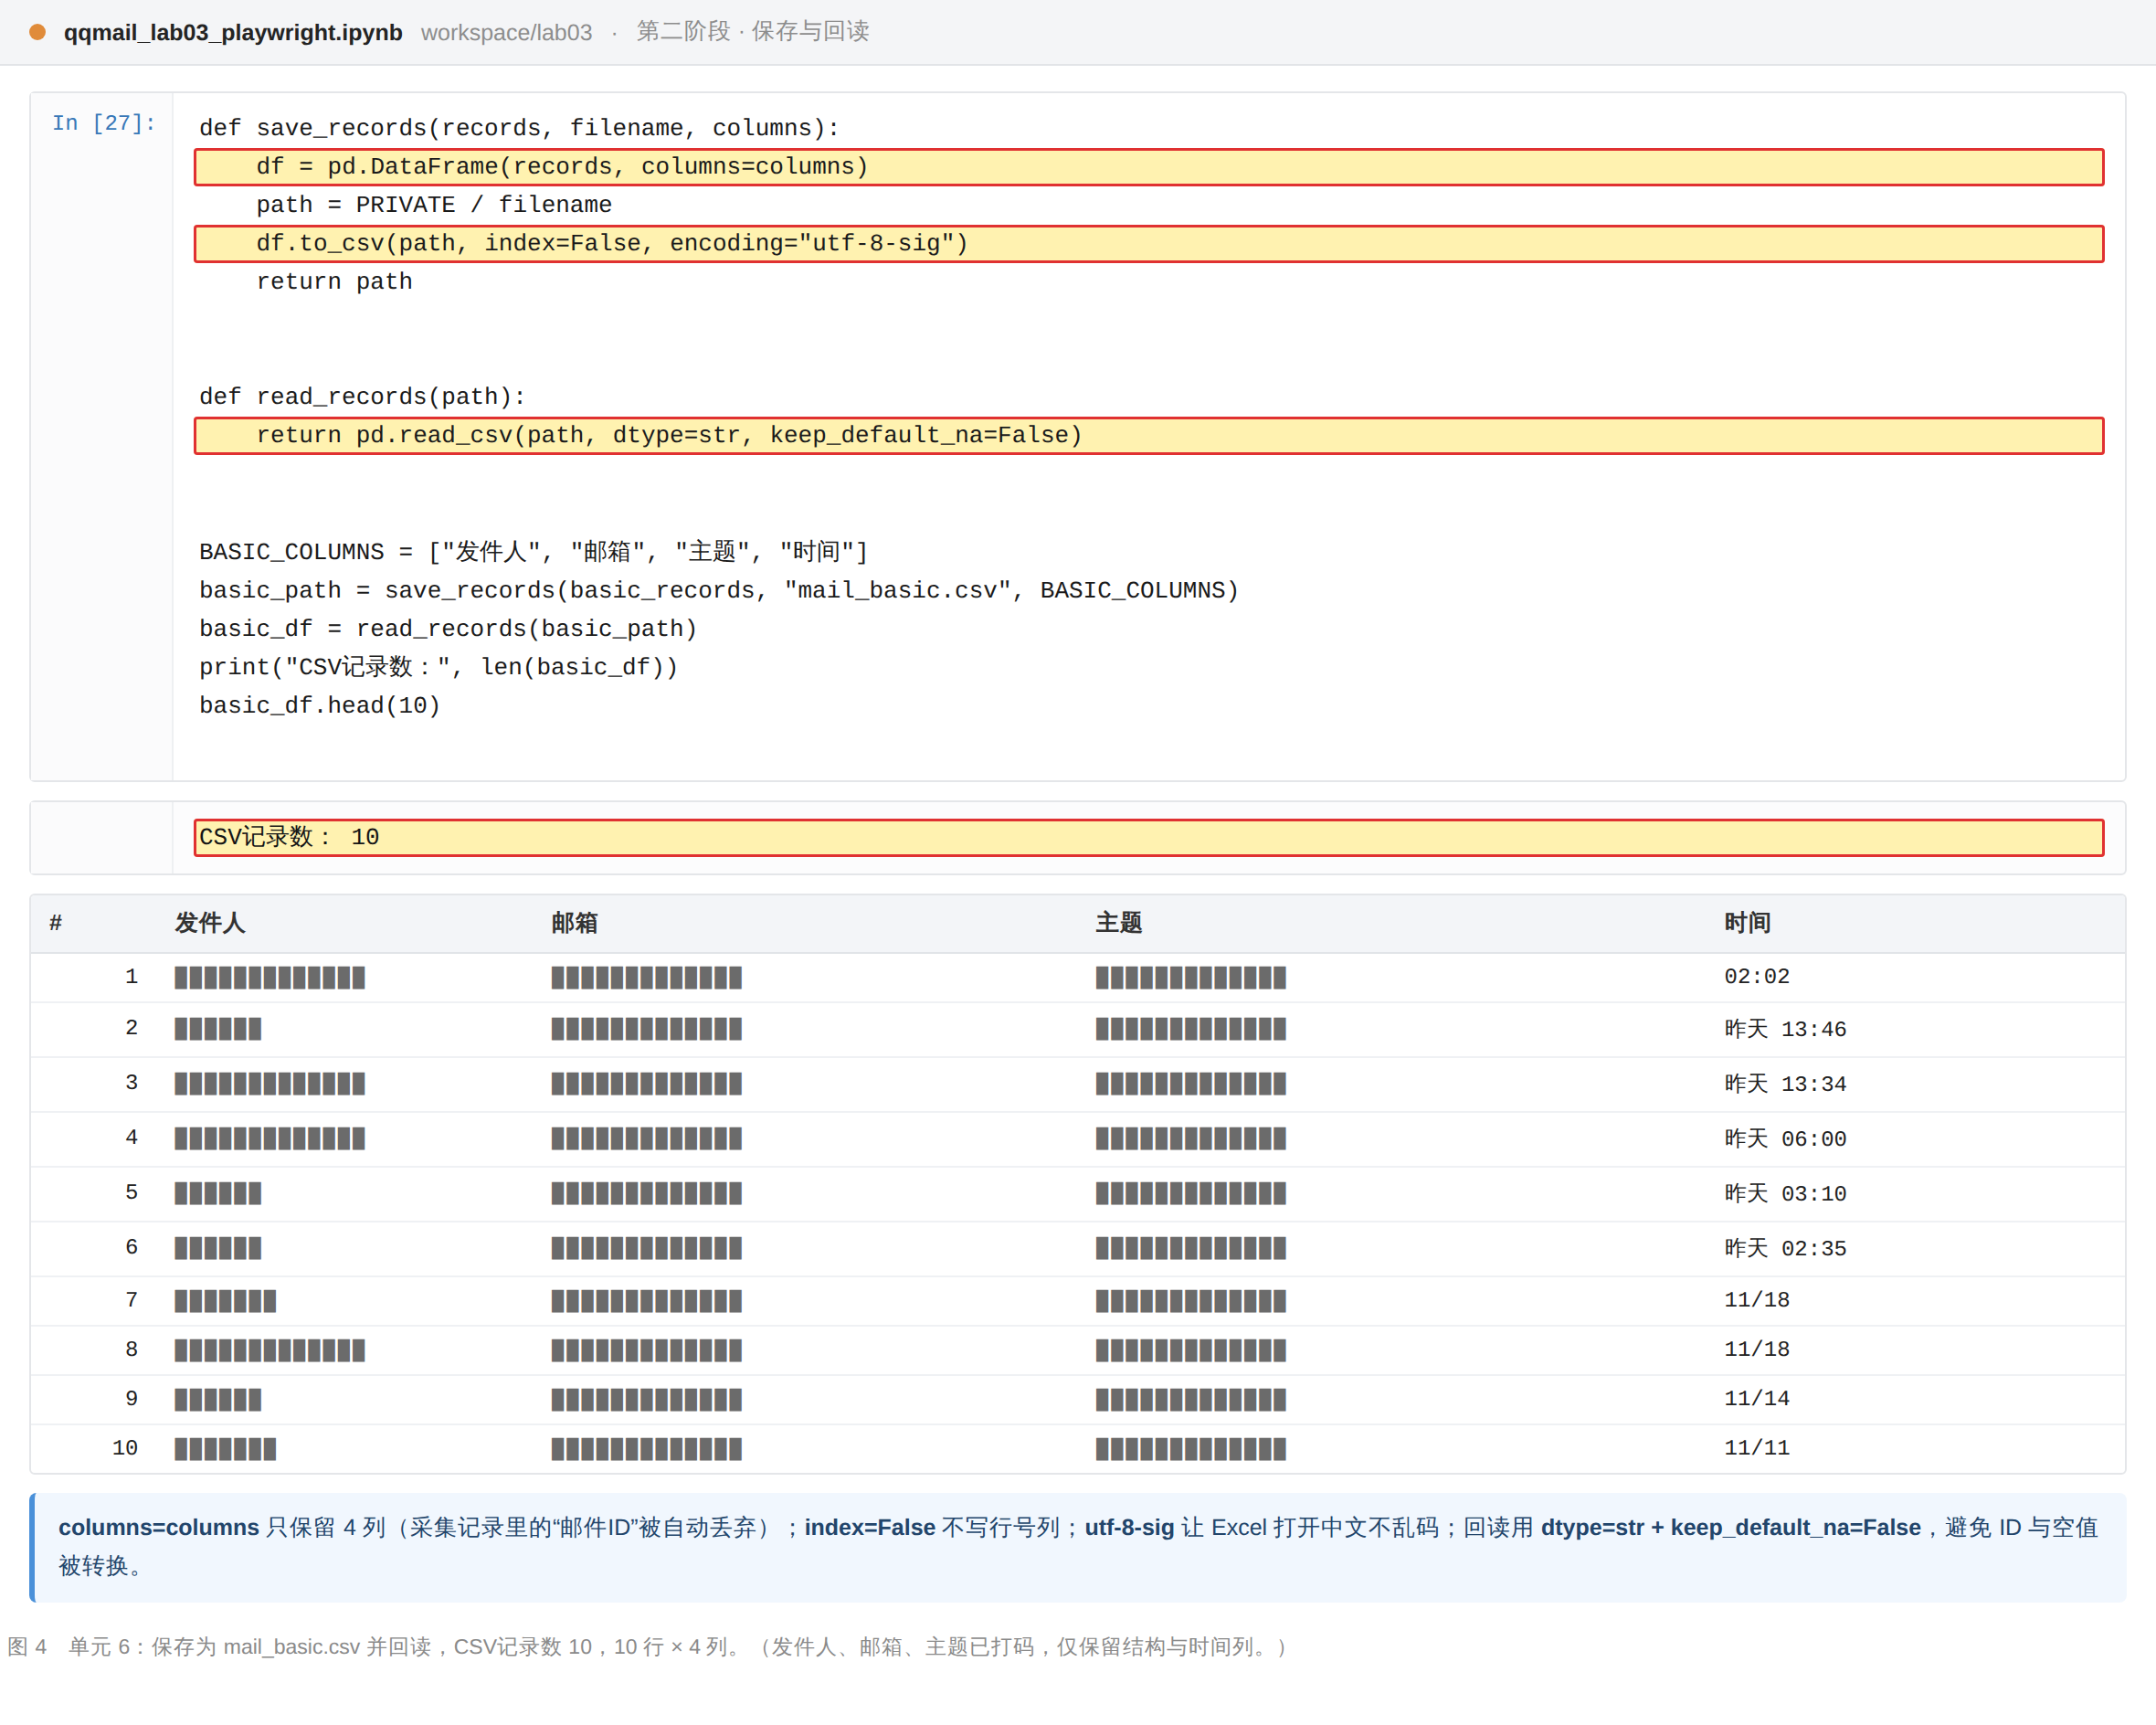 qqmail_lab03_playwright.ipynb workspace/lab03 · 第二阶段 · 保存与回读
In [27]:
def save_records(records, filename, columns):
    df = pd.DataFrame(records, columns=columns)
    path = PRIVATE / filename
    df.to_csv(path, index=False, encoding="utf-8-sig")
    return path
def read_records(path):
    return pd.read_csv(path, dtype=str, keep_default_na=False)
BASIC_COLUMNS = ["发件人", "邮箱", "主题", "时间"]
basic_path = save_records(basic_records, "mail_basic.csv", BASIC_COLUMNS)
basic_df = read_records(basic_path)
print("CSV记录数：", len(basic_df))
basic_df.head(10)
CSV记录数： 10
# 发件人 邮箱 主题 时间
1 02:02
2 昨天 13:46
3 昨天 13:34
4 昨天 06:00
5 昨天 03:10
6 昨天 02:35
7 11/18
8 11/18
9 11/14
10 11/11
columns=columns 只保留 4 列（采集记录里的“邮件ID”被自动丢弃）；index=False 不写行号列；utf-8-sig 让 Excel 打开中文不乱码；回读用 dtype=str + keep_default_na=False，避免 ID 与空值
被转换。
图 4 单元 6：保存为 mail_basic.csv 并回读，CSV记录数 10，10 行 × 4 列。（发件人、邮箱、主题已打码，仅保留结构与时间列。）